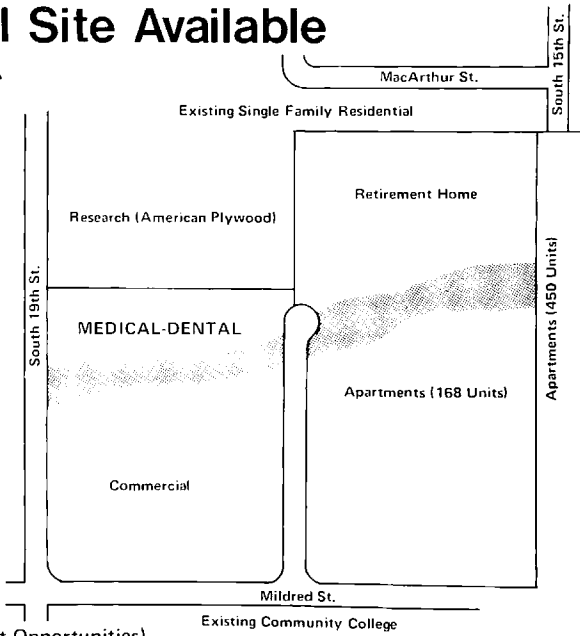 Site Available
MacArthur St.
South 15th St.
Existing Single Family Residential
Retirement Home
Research (American Plywood)
South 19th St.
MEDICAL-DENTAL
Apartments (450 Units)
Apartments (168 Units)
Commercial
Mildred St.
Existing Community College
Opportunities)